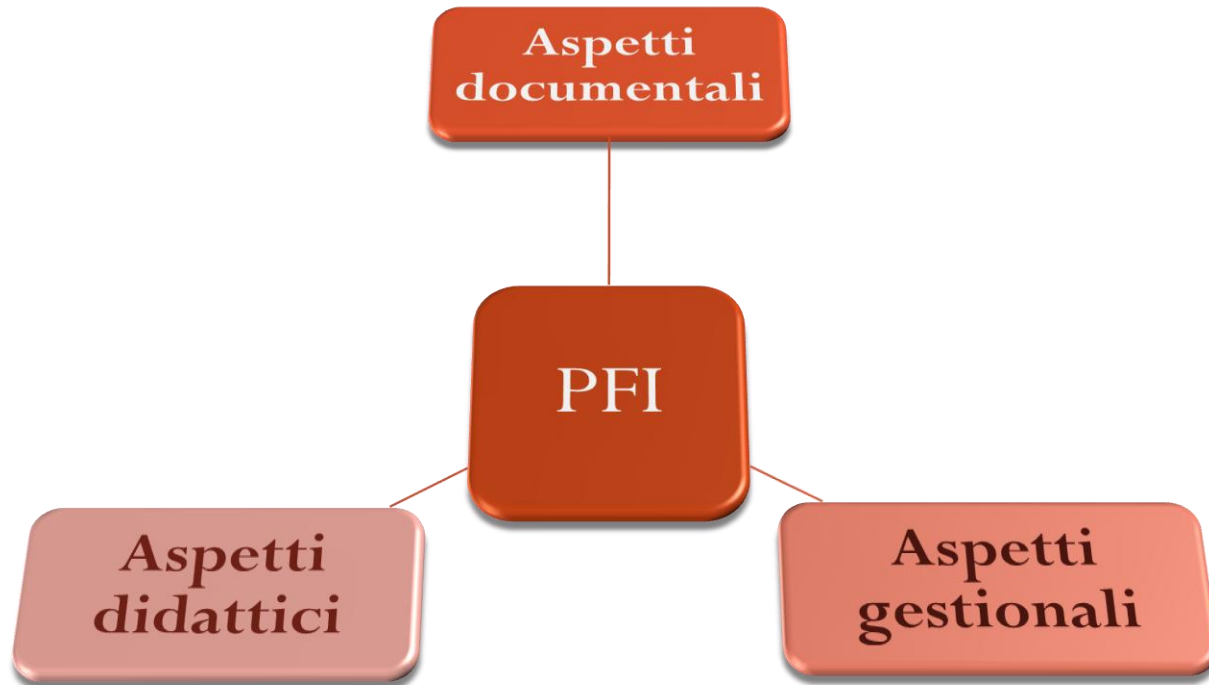 Aspetti
documentali
PFI
Aspetti
didattici
Aspetti
gestionali